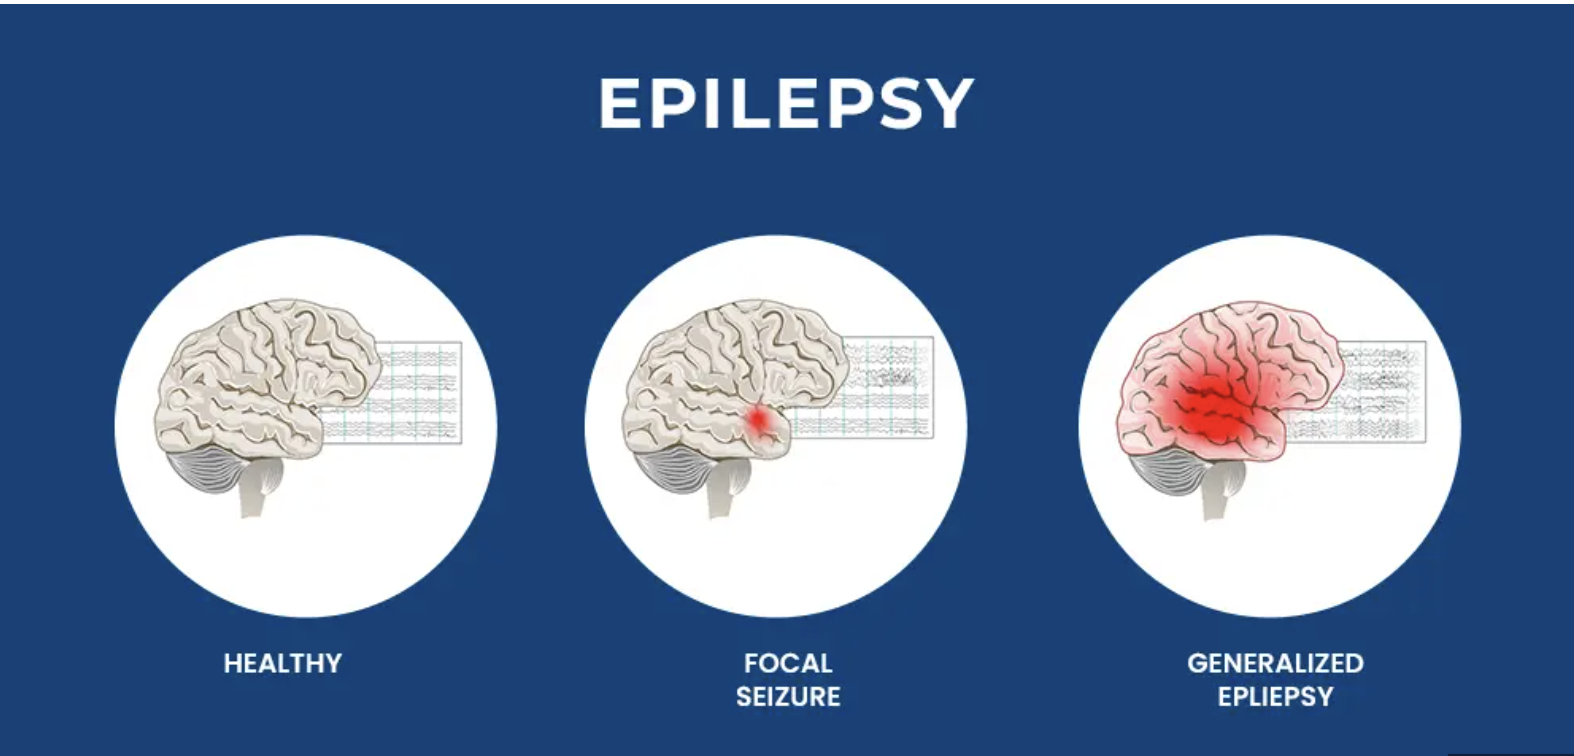 EPILEPSY
HEALTHY
FOCAL
SEIZURE
GENERALIZED
EPLIEPSY